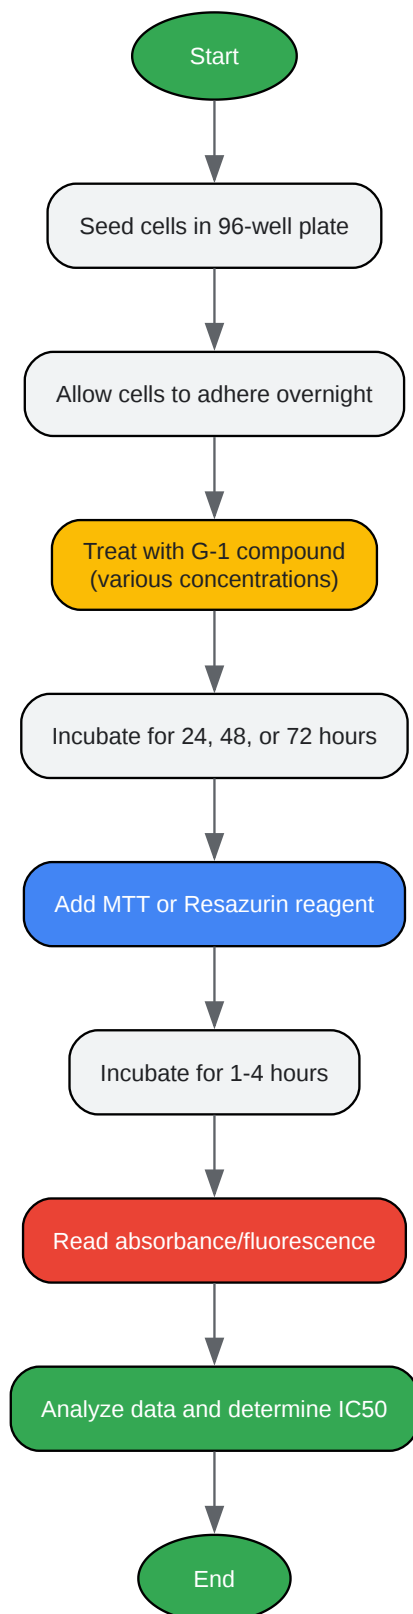 Start
Seed cells in 96-well plate
Allow cells to adhere overnight
Treat with G-1 compound
(various concentrations)
Incubate for 24, 48, or 72 hours
Add MTT or Resazurin reagent
Incubate for 1-4 hours
Read absorbance/fluorescence
Analyze data and determine IC50
End